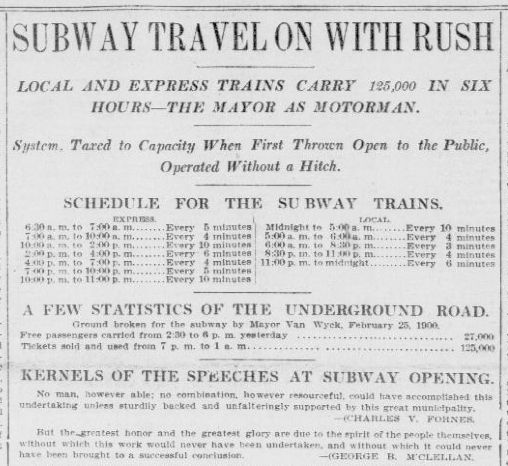 SUBWAY TRAVEL ON WITH RUSH
LOCAL AND EXPRESS TRAINS CARRY 125,000 IN SIX
HOURS—THE MAYOR AS MOTORMAN.
System, Taxed to Capacity When First Thrown Open to the Public,
Operated Without a Hitch.
SCHEDULE FOR THE SUBWAY TRAINS.
EXPRESS.
6:30 a. m. to 7:00 a. m.......Every 5 minutes
7:00 a. m. to 10:00 a. m.......Every 4 minutes
10:00 a. m. to 2:00 p. m.......Every 10 minutes
2:00 p. m. to 4:00 p. m.......Every 6 minutes
4:00 p. m. to 7:00 p. m.......Every 4 minutes
7:00 p. m. to 10:00 p. m.......Every 5 minutes
10:00 p. m. to 11:00 p. m.......Every 10 minutes
LOCAL.
Midnight to 5:00 a. m.......Every 10 minutes
5:00 a. m. to 6:00 a. m.......Every 4 minutes
6:00 a. m. to 8:30 p. m.......Every 3 minutes
8:30 p. m. to 11:00 p. m.......Every 4 minutes
11:00 p. m. to midnight.......Every 6 minutes
A FEW STATISTICS OF THE UNDERGROUND ROAD.
Ground broken for the subway by Mayor Van Wyck, February 25, 1900.
Free passengers carried from 2:30 to 6 p. m. yesterday ............ 27,000
Tickets sold and used from 7 p. m. to 1 a. m............ 125,000
KERNELS OF THE SPEECHES AT SUBWAY OPENING.
No man, however able; no combination, however resourceful, could have accomplished this
undertaking unless sturdily backed and unfalteringly supported by this great municipality.
—(CHARLES V. FORNES.
But the greatest honor and the greatest glory are due to the spirit of the people themselves,
without which this work would never have been undertaken, and without which it could never
have been brought to a successful conclusion. —(GEORGE B. M'CLELLAN.